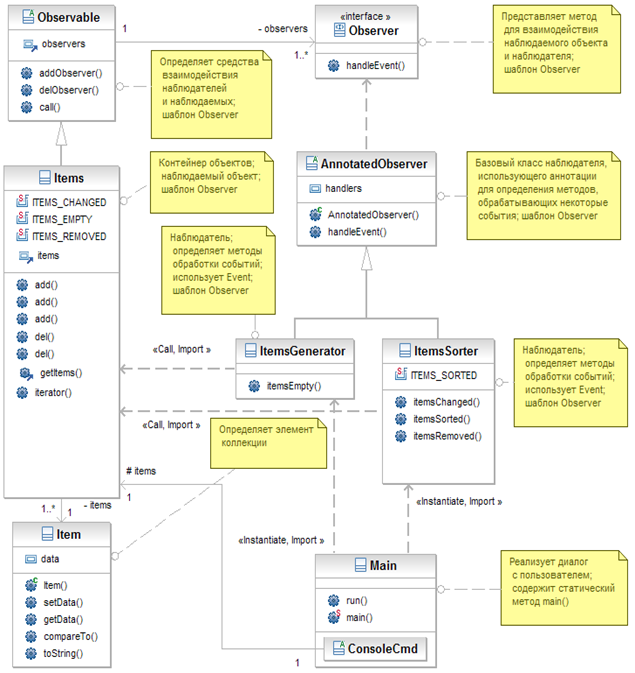 Observable
observers
addObserver()
delObserver()
call()
1
- observers
1..*
«interface »
Observer
handleEvent()
Представляет метод
для взаимодействия
наблюдаемого объекта
и наблюдателя;
шаблон Observer
Определяет средства
взаимодействия
наблюдателей
и наблюдаемых;
шаблон Observer
Items
ITEMS_CHANGED
ITEMS_EMPTY
ITEMS_REMOVED
items
add()
add()
add()
del()
del()
getItems()
iterator()
Контейнер объектов;
наблюдаемый объект;
шаблон Observer
AnnotatedObserver
handlers
AnnotatedObserver()
handleEvent()
Базовый класс наблюдателя,
использующего аннотации
для определения методов,
обрабатывающих некоторые
события; шаблон Observer
Наблюдатель;
определяет методы
обработки событий;
использует Event;
шаблон Observer
«Call, Import »
ItemsGenerator
itemsEmpty()
ItemsSorter
ITEMS_SORTED
itemsChanged()
itemsSorted()
itemsRemoved()
Наблюдатель;
определяет методы
обработки событий;
использует Event;
шаблон Observer
«Call, Import »
Определяет элемент
коллекции
# items
1
1..*
1
- items
«Instantiate, Import »
«Instantiate, Import »
Item
data
Item()
setData()
getData()
compareTo()
toString()
Main
run()
main()
ConsoleCmd
1
Реализует диалог
с пользователем;
содержит статический
метод main()